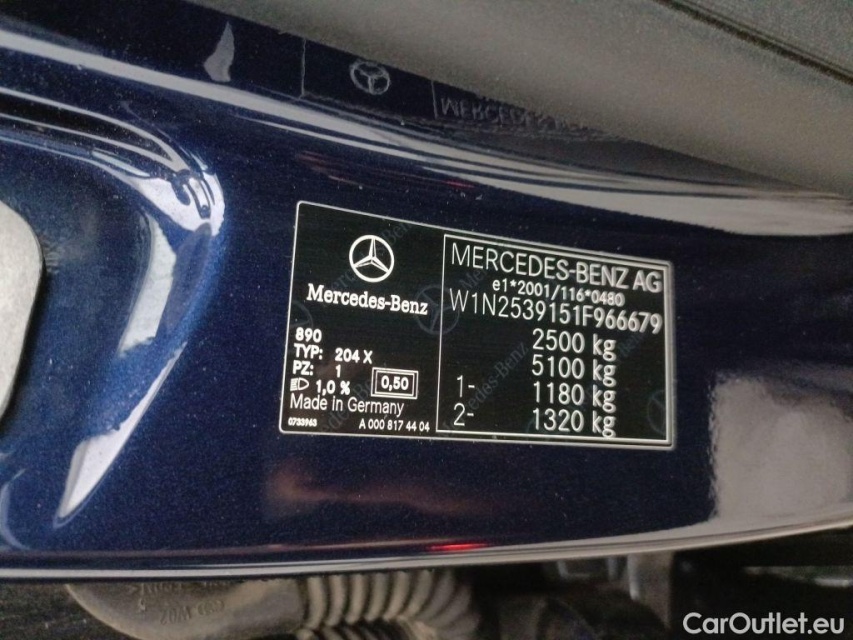 Mercedes-Benz
890
TYP: 204 X
PZ: 1
1,0 % 0,50
Made in Germany
0733963 A 000 817 44 04
MERCEDES-BENZ AG
e1*2001/116*0480
W1N2539151F966679
2500 kg
5100 kg
1- 1180 kg
2- 1320 kg
CarOutlet.eu